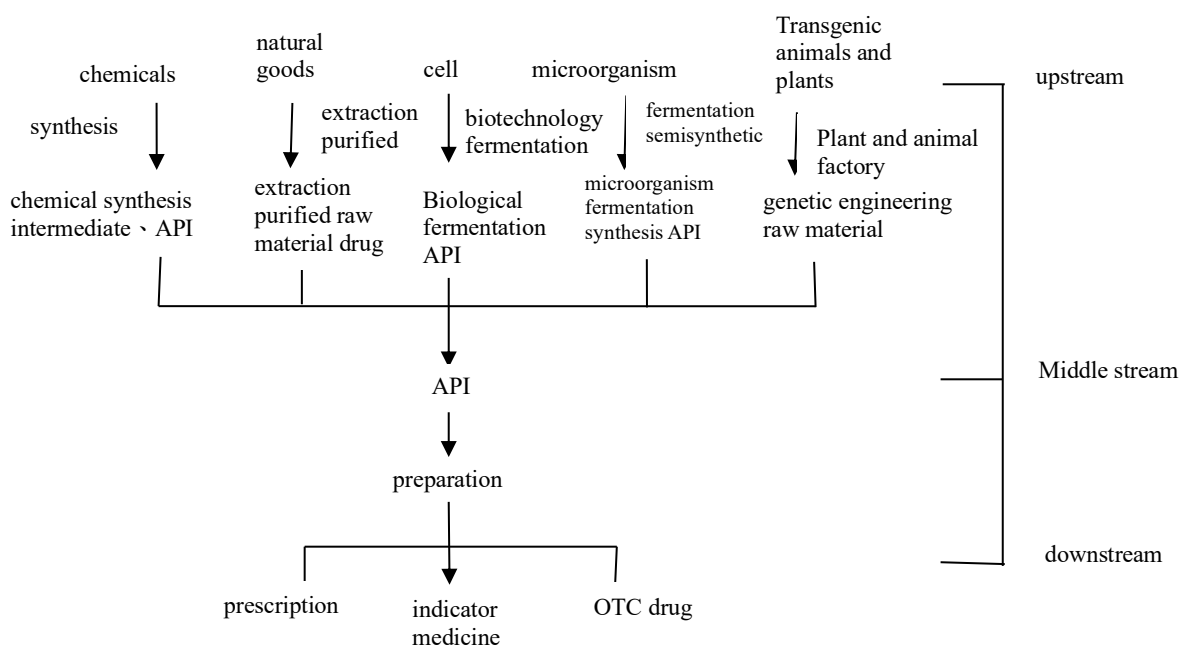 chemicals
natural
goods
cell
microorganism
Transgenic
animals and
plants
upstream
synthesis
extraction
purified
biotechnology
fermentation
fermentation
semisynthetic
Plant and animal
factory
chemical synthesis
intermediate、API
extraction
purified raw
material drug
Biological
fermentation
API
microorganism
fermentation
synthesis API
genetic engineering
raw material
API
Middle stream
preparation
downstream
prescription
indicator
medicine
OTC drug